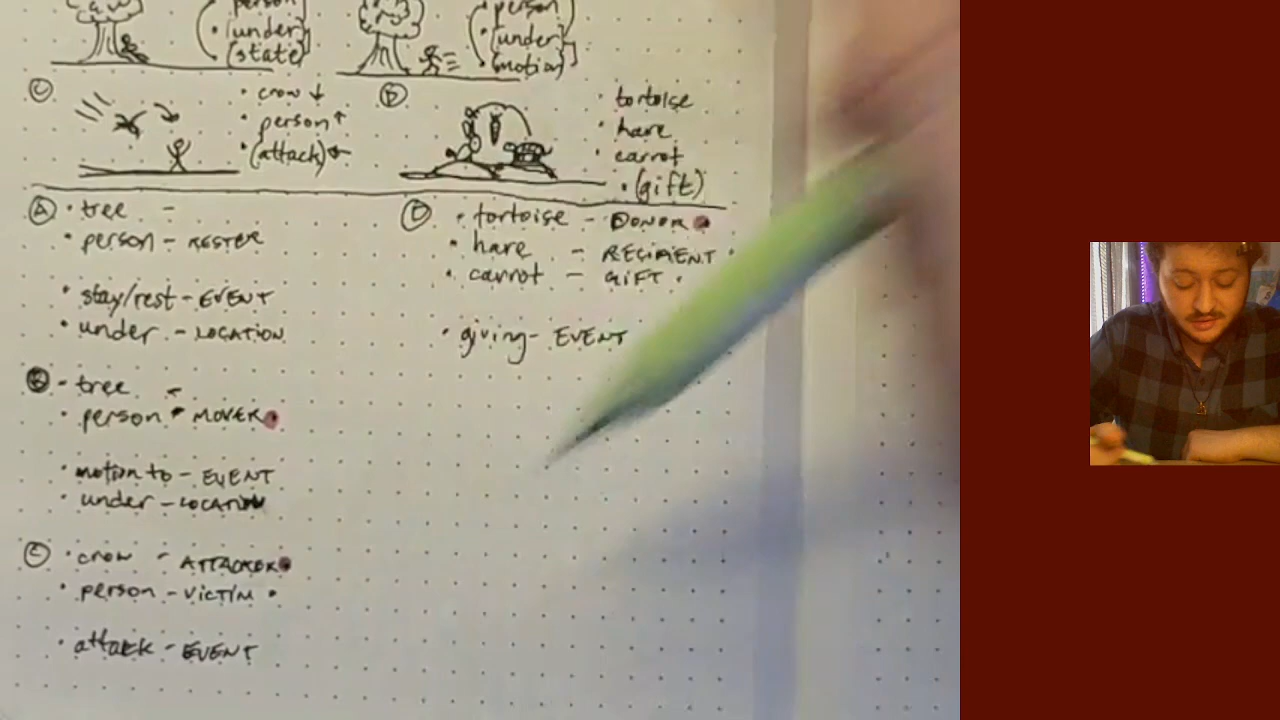 person
(under)
(state)
person
(under)
(motion)
C
• crow ↓
• person ↑
• (attack)
D
• tortoise
• hare
• carrot
• (gift)
A • tree –
• person – RESTER
• stay/rest – EVENT
• under – LOCATION
B – tree –
• person • MOVER
• motion to – EVENT
• under – LOCATION
C • crow – ATTACKER
• person – VICTIM •
• attack – EVENT
D • tortoise – DONOR
• hare – RECIPIENT •
• carrot – GIFT •
• giving – EVENT